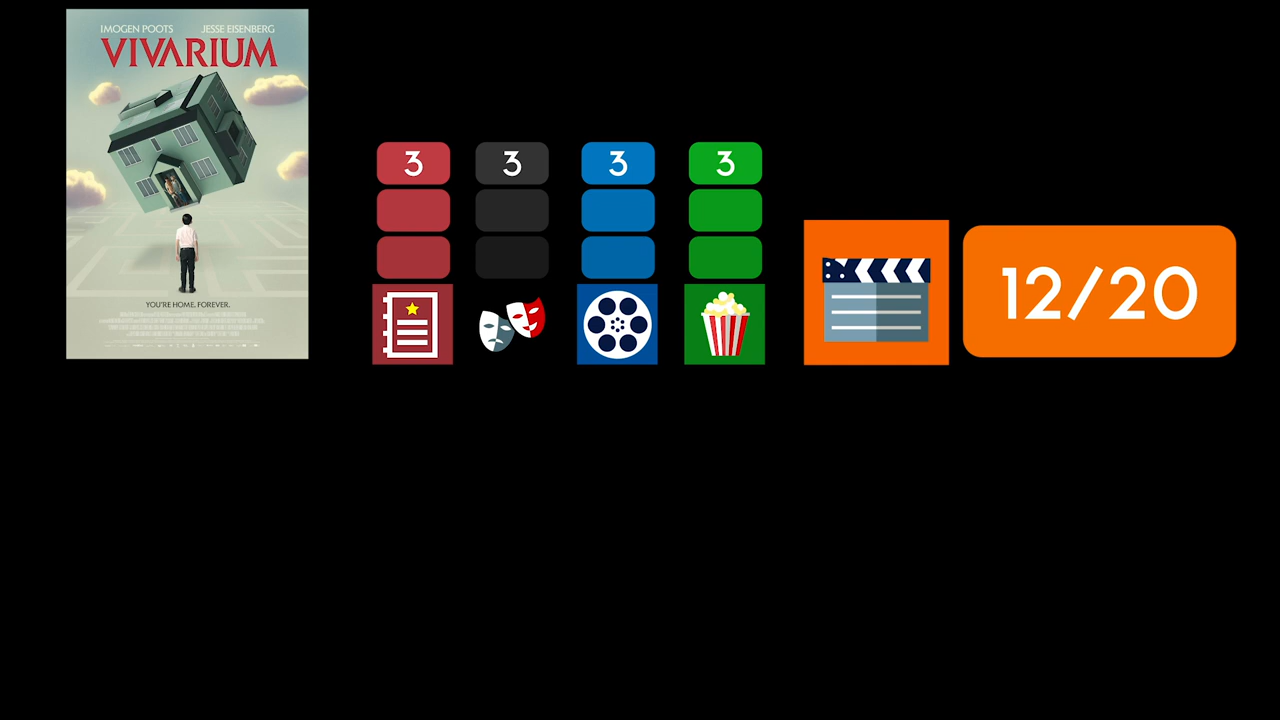 IMOGEN POOTS JESSE EISENBERG
VIVARIUM
YOU'RE HOME. FOREVER.
3 3 3 3
12/20